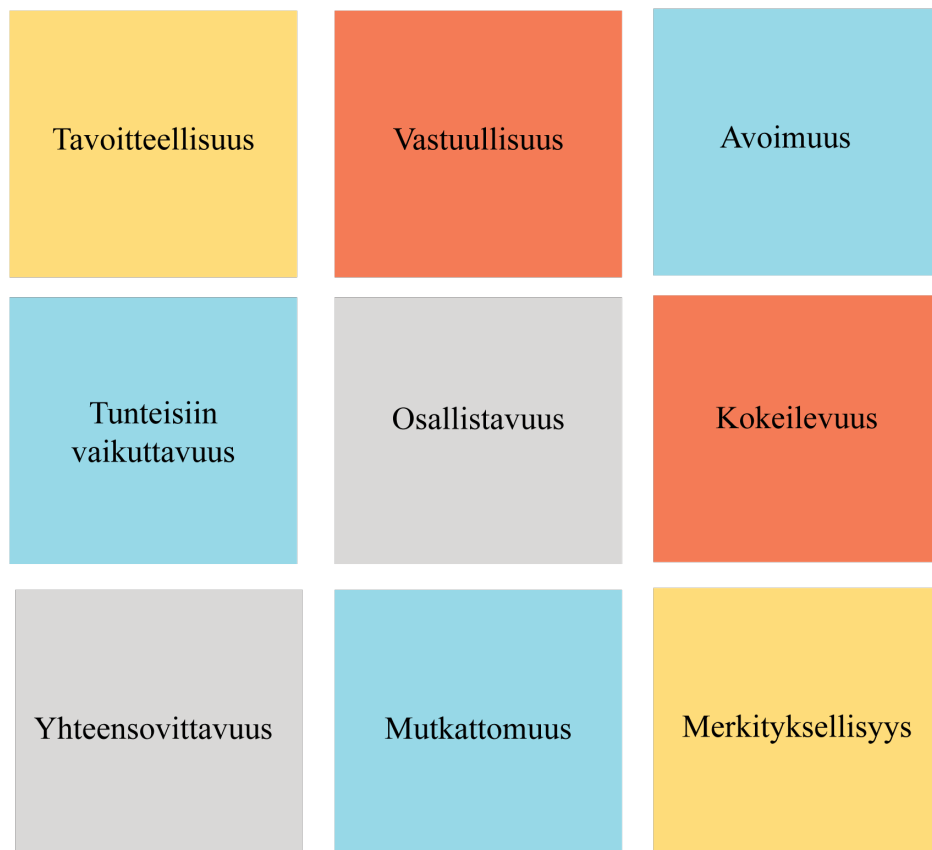 Tavoitteellisuus
Vastuullisuus
Avoimuus
Tunteisiin
vaikuttavuus
Osallistavuus
Kokeilevuus
Yhteensovittavuus
Mutkattomuus
Merkityksellisyys